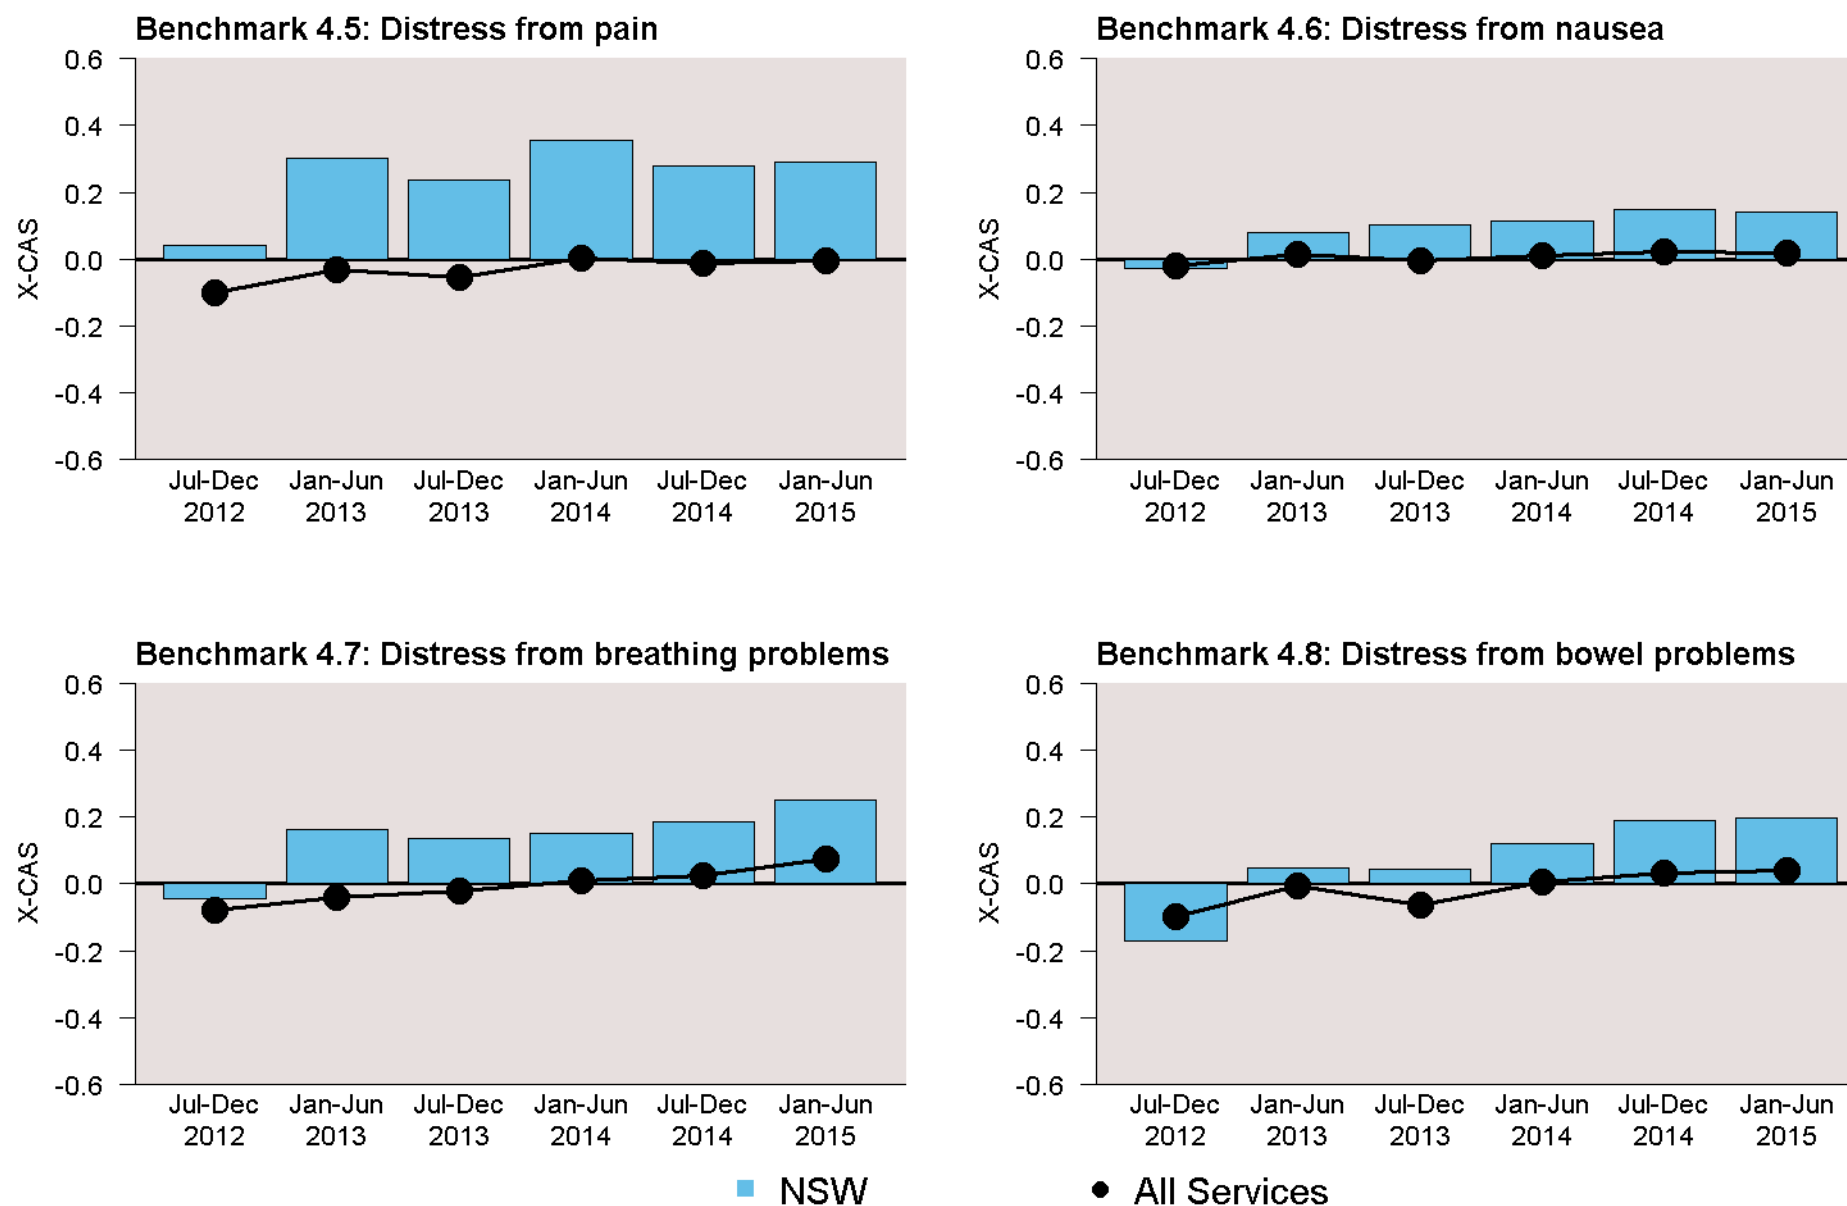 Benchmark 4.5: Distress from pain
0.6
0.4
0.2
0.0
-0.2
-0.4
-0.6
X-CAS
Jul-Dec Jan-Jun Jul-Dec Jan-Jun Jul-Dec Jan-Jun
2012 2013 2013 2014 2014 2015
Benchmark 4.6: Distress from nausea
0.6
0.4
0.2
0.0
-0.2
-0.4
-0.6
X-CAS
Jul-Dec Jan-Jun Jul-Dec Jan-Jun Jul-Dec Jan-Jun
2012 2013 2013 2014 2014 2015
Benchmark 4.7: Distress from breathing problems
0.6
0.4
0.2
0.0
-0.2
-0.4
-0.6
X-CAS
Jul-Dec Jan-Jun Jul-Dec Jan-Jun Jul-Dec Jan-Jun
2012 2013 2013 2014 2014 2015
Benchmark 4.8: Distress from bowel problems
0.6
0.4
0.2
0.0
-0.2
-0.4
-0.6
X-CAS
Jul-Dec Jan-Jun Jul-Dec Jan-Jun Jul-Dec Jan-Jun
2012 2013 2013 2014 2014 2015
NSW
All Services